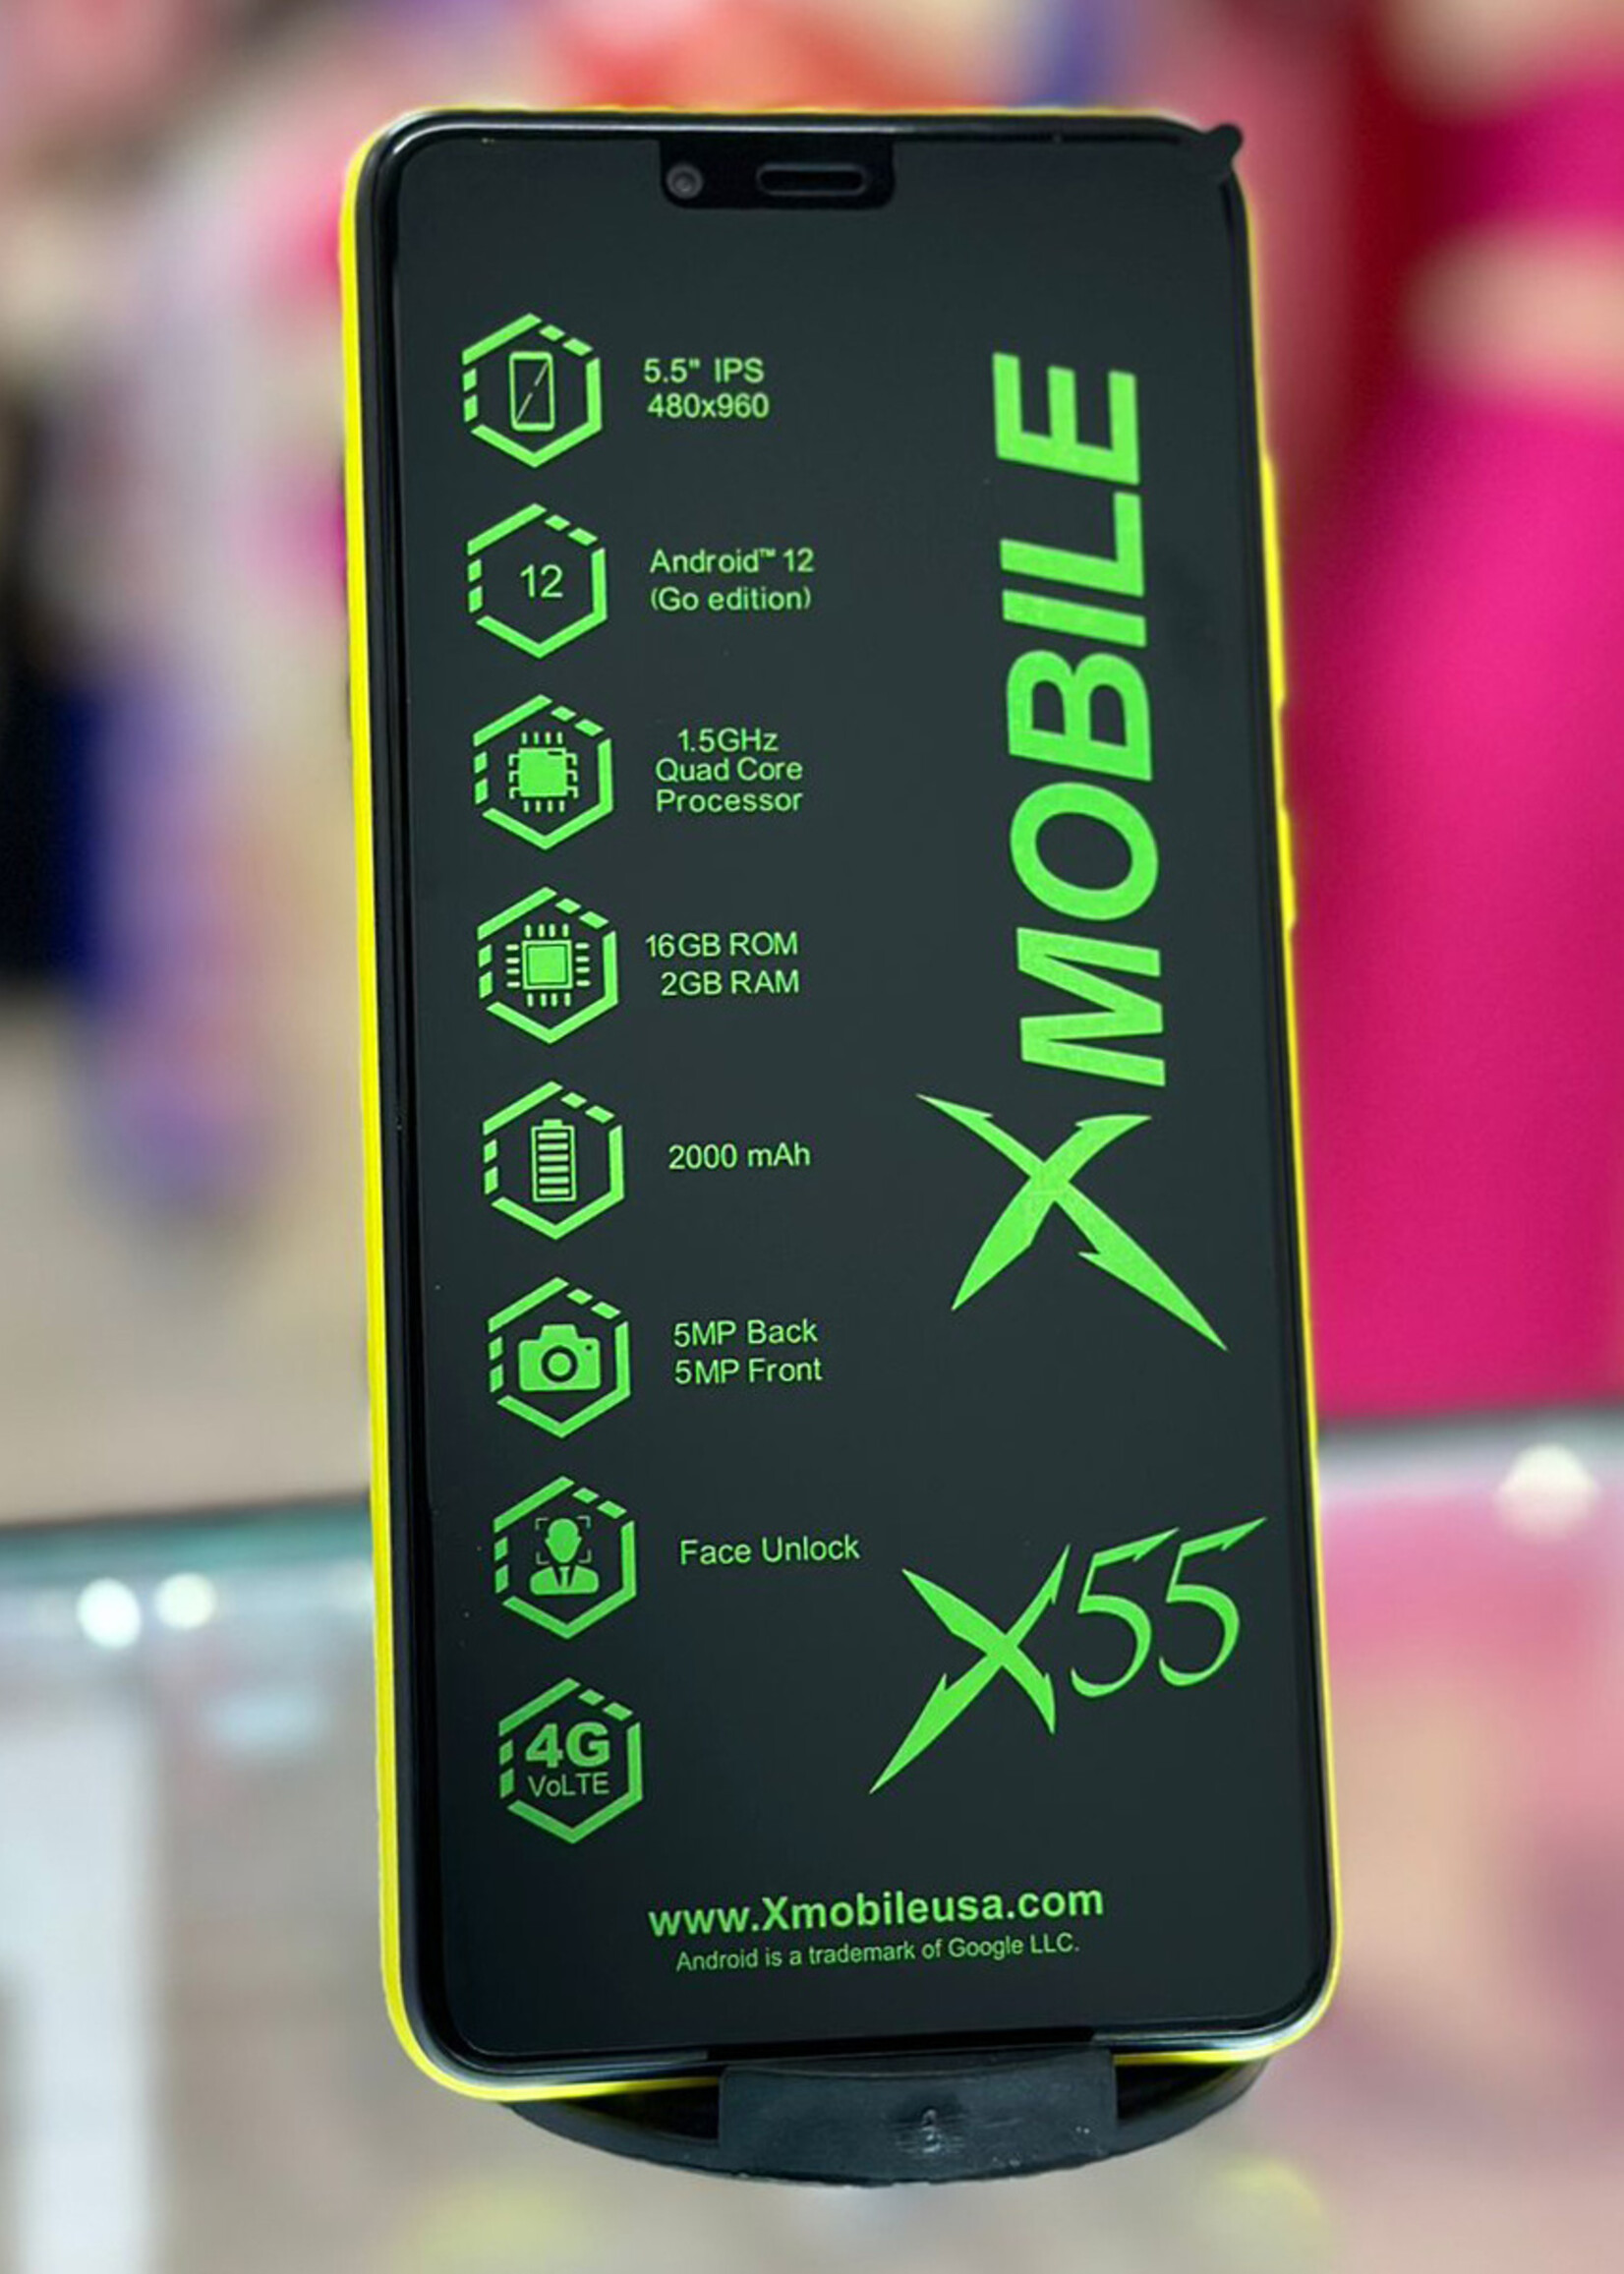 5.5" IPS
480x960
12
Android™ 12
(Go edition)
1.5GHz
Quad Core
Processor
16GB ROM
2GB RAM
2000 mAh
5MP Back
5MP Front
Face Unlock
4G
VoLTE
XMOBILE
X55
www.Xmobileusa.com
Android is a trademark of Google LLC.